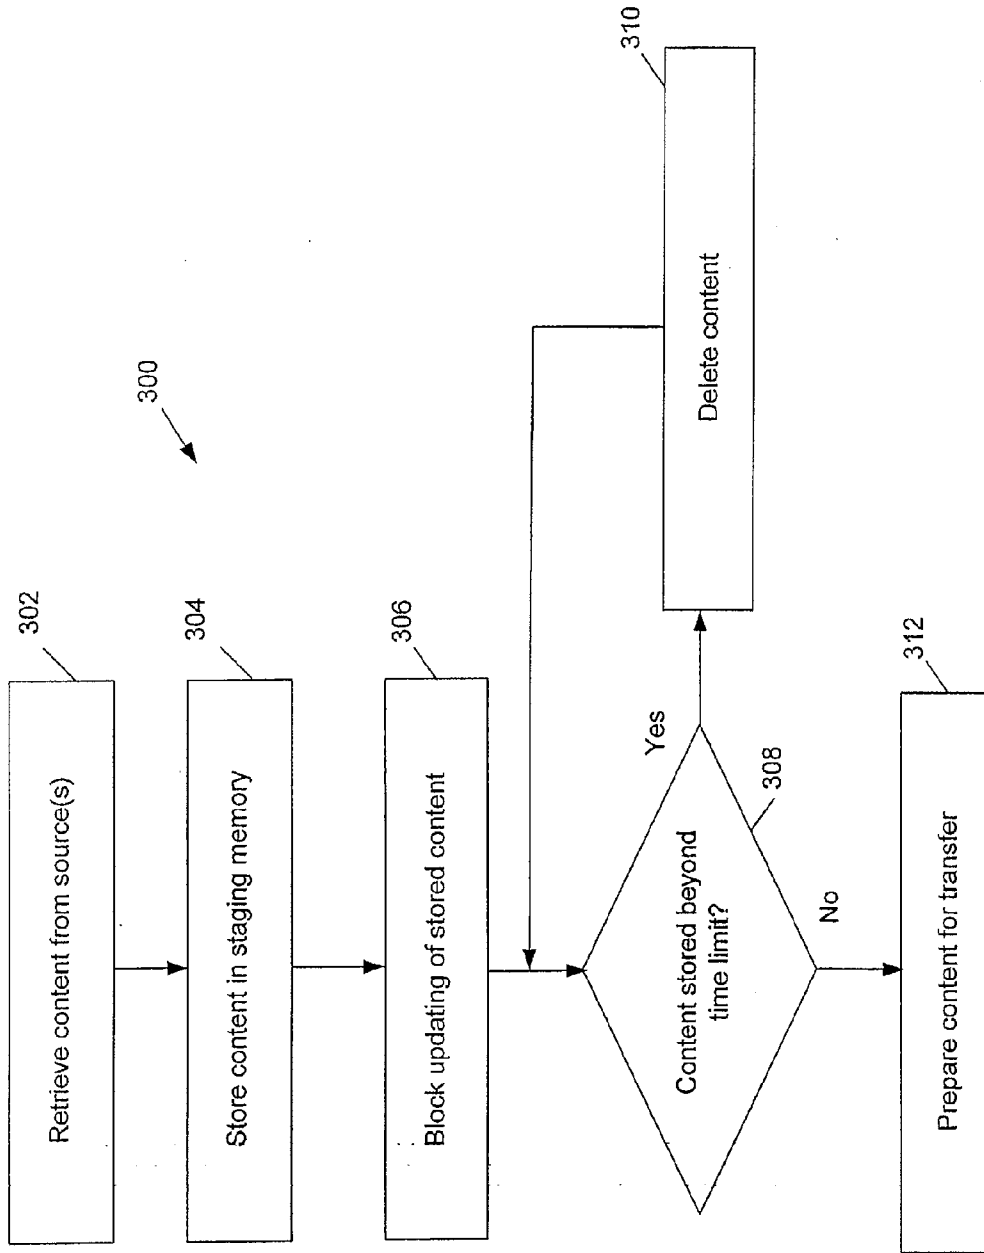 300
302
Retrieve content from source(s)
304
Store content in staging memory
306
Block updating of stored content
308
Content stored beyond
time limit?
Yes
No
310
Delete content
312
Prepare content for transfer